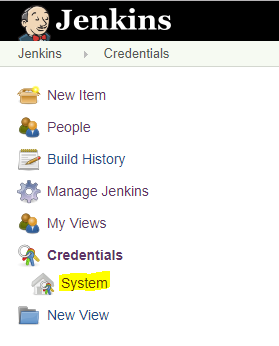 Jenkins
Jenkins Credentials
New Item
People
Build History
Manage Jenkins
My Views
Credentials
System
New View